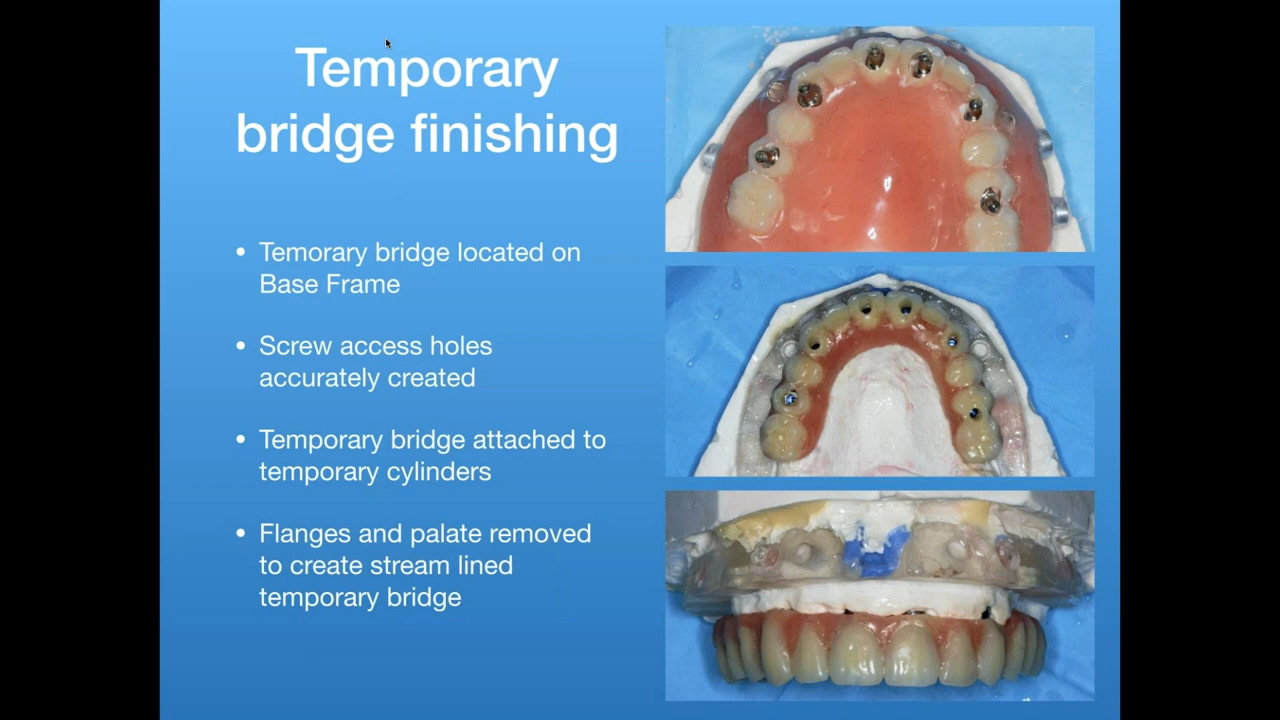 Temporary
bridge finishing
• Temorary bridge located on
Base Frame
• Screw access holes
accurately created
• Temporary bridge attached to
temporary cylinders
• Flanges and palate removed
to create stream lined
temporary bridge